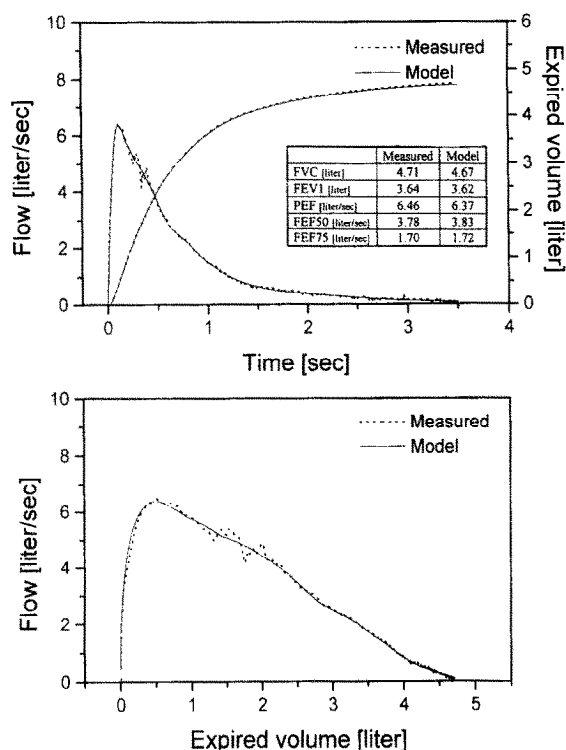 10
8
6
4
2
0
Flow [liter/sec]
6
5
4
3
2
1
0
Expired volume [liter]
Measured
Model
Measured Model
FVC [liter] 4.71 4.67
FEV1 [liter] 3.64 3.62
PEF [liter/sec] 6.46 6.37
FEF50 [liter/sec] 3.78 3.83
FEF75 [liter/sec] 1.70 1.72
0 1 2 3 4
Time [sec]
10
8
6
4
2
0
Flow [liter/sec]
Measured
Model
0 1 2 3 4 5
Expired volume [liter]